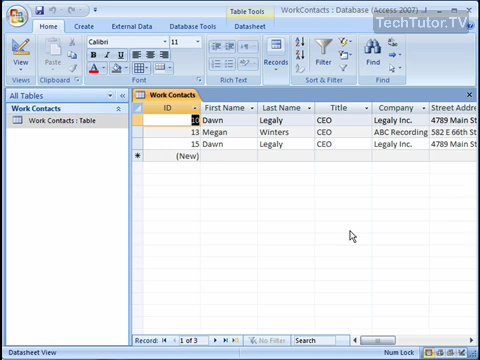 Table Tools
WorkContacts : Database (Access 2007)
TechTutor.TV
Home
Create
External Data
Database Tools
Datasheet
View
Views
Paste
Clipboard
Calibri
11
B I U
Font
Rich Text
Records
Filter
Sort & Filter
Find
Find
All Tables
Work Contacts
Work Contacts : Table
Work Contacts
ID First Name Last Name Title Company Street Addre
10 Dawn Legaly CEO Legaly Inc. 4789 Main St
13 Megan Winters CEO ABC Recording 582 E 66th S
15 Dawn Legaly CEO Legaly Inc. 4789 Main St
(New)
Record: 1 of 3 No Filter Search
Datasheet View
Num Lock